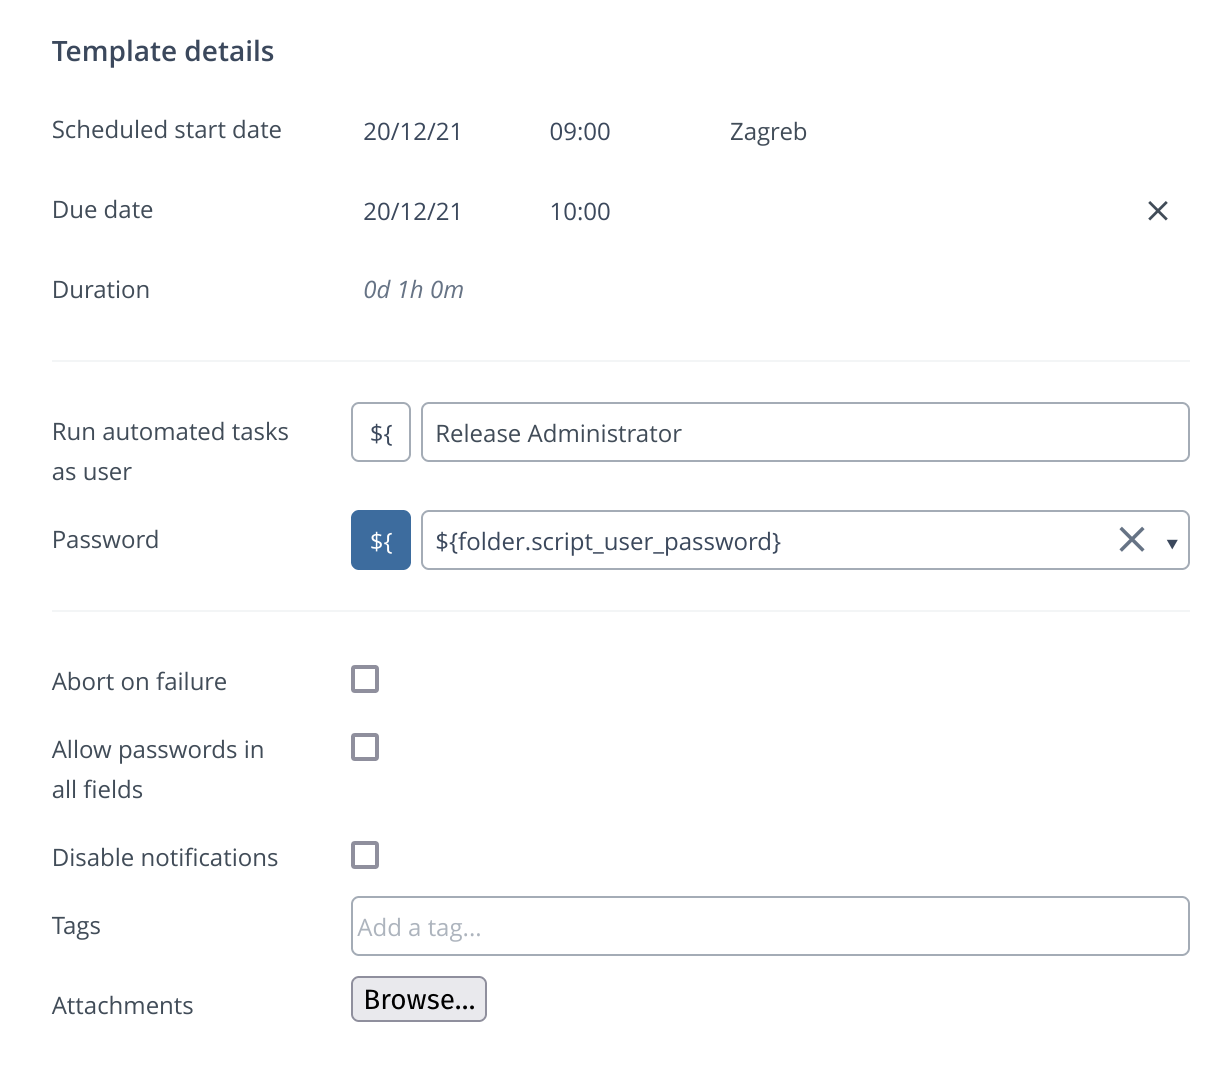 Template details
Scheduled start date 20/12/21 09:00 Zagreb
Due date 20/12/21 10:00
Duration 0d 1h 0m
Run automated tasks
as user
${ Release Administrator
Password ${ ${folder.script_user_password}
Abort on failure
Allow passwords in
all fields
Disable notifications
Tags Add a tag...
Attachments Browse...